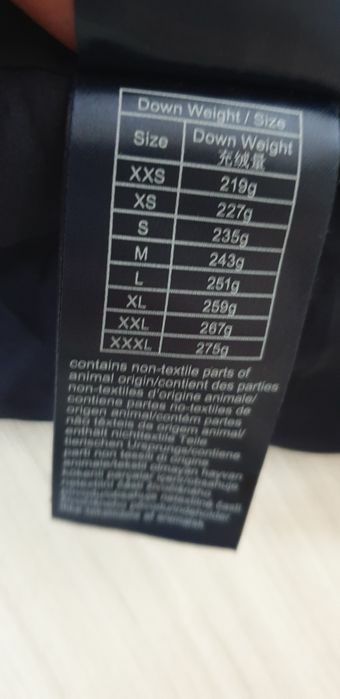 Down Weight / Size
Size Down Weight
充绒量
XXS 219g
XS 227g
S 235g
M 243g
L 251g
XL 259g
XXL 267g
XXXL 275g
contains non-textile parts of
animal origin/contient des parties
non-textiles d'origine animale/
contiene partes no-textiles de
origen animal/contém partes
não têxteis de origem animal/
enthält nichttextile Teile
tierischen Ursprungs/contiene
parti non tessili di origine